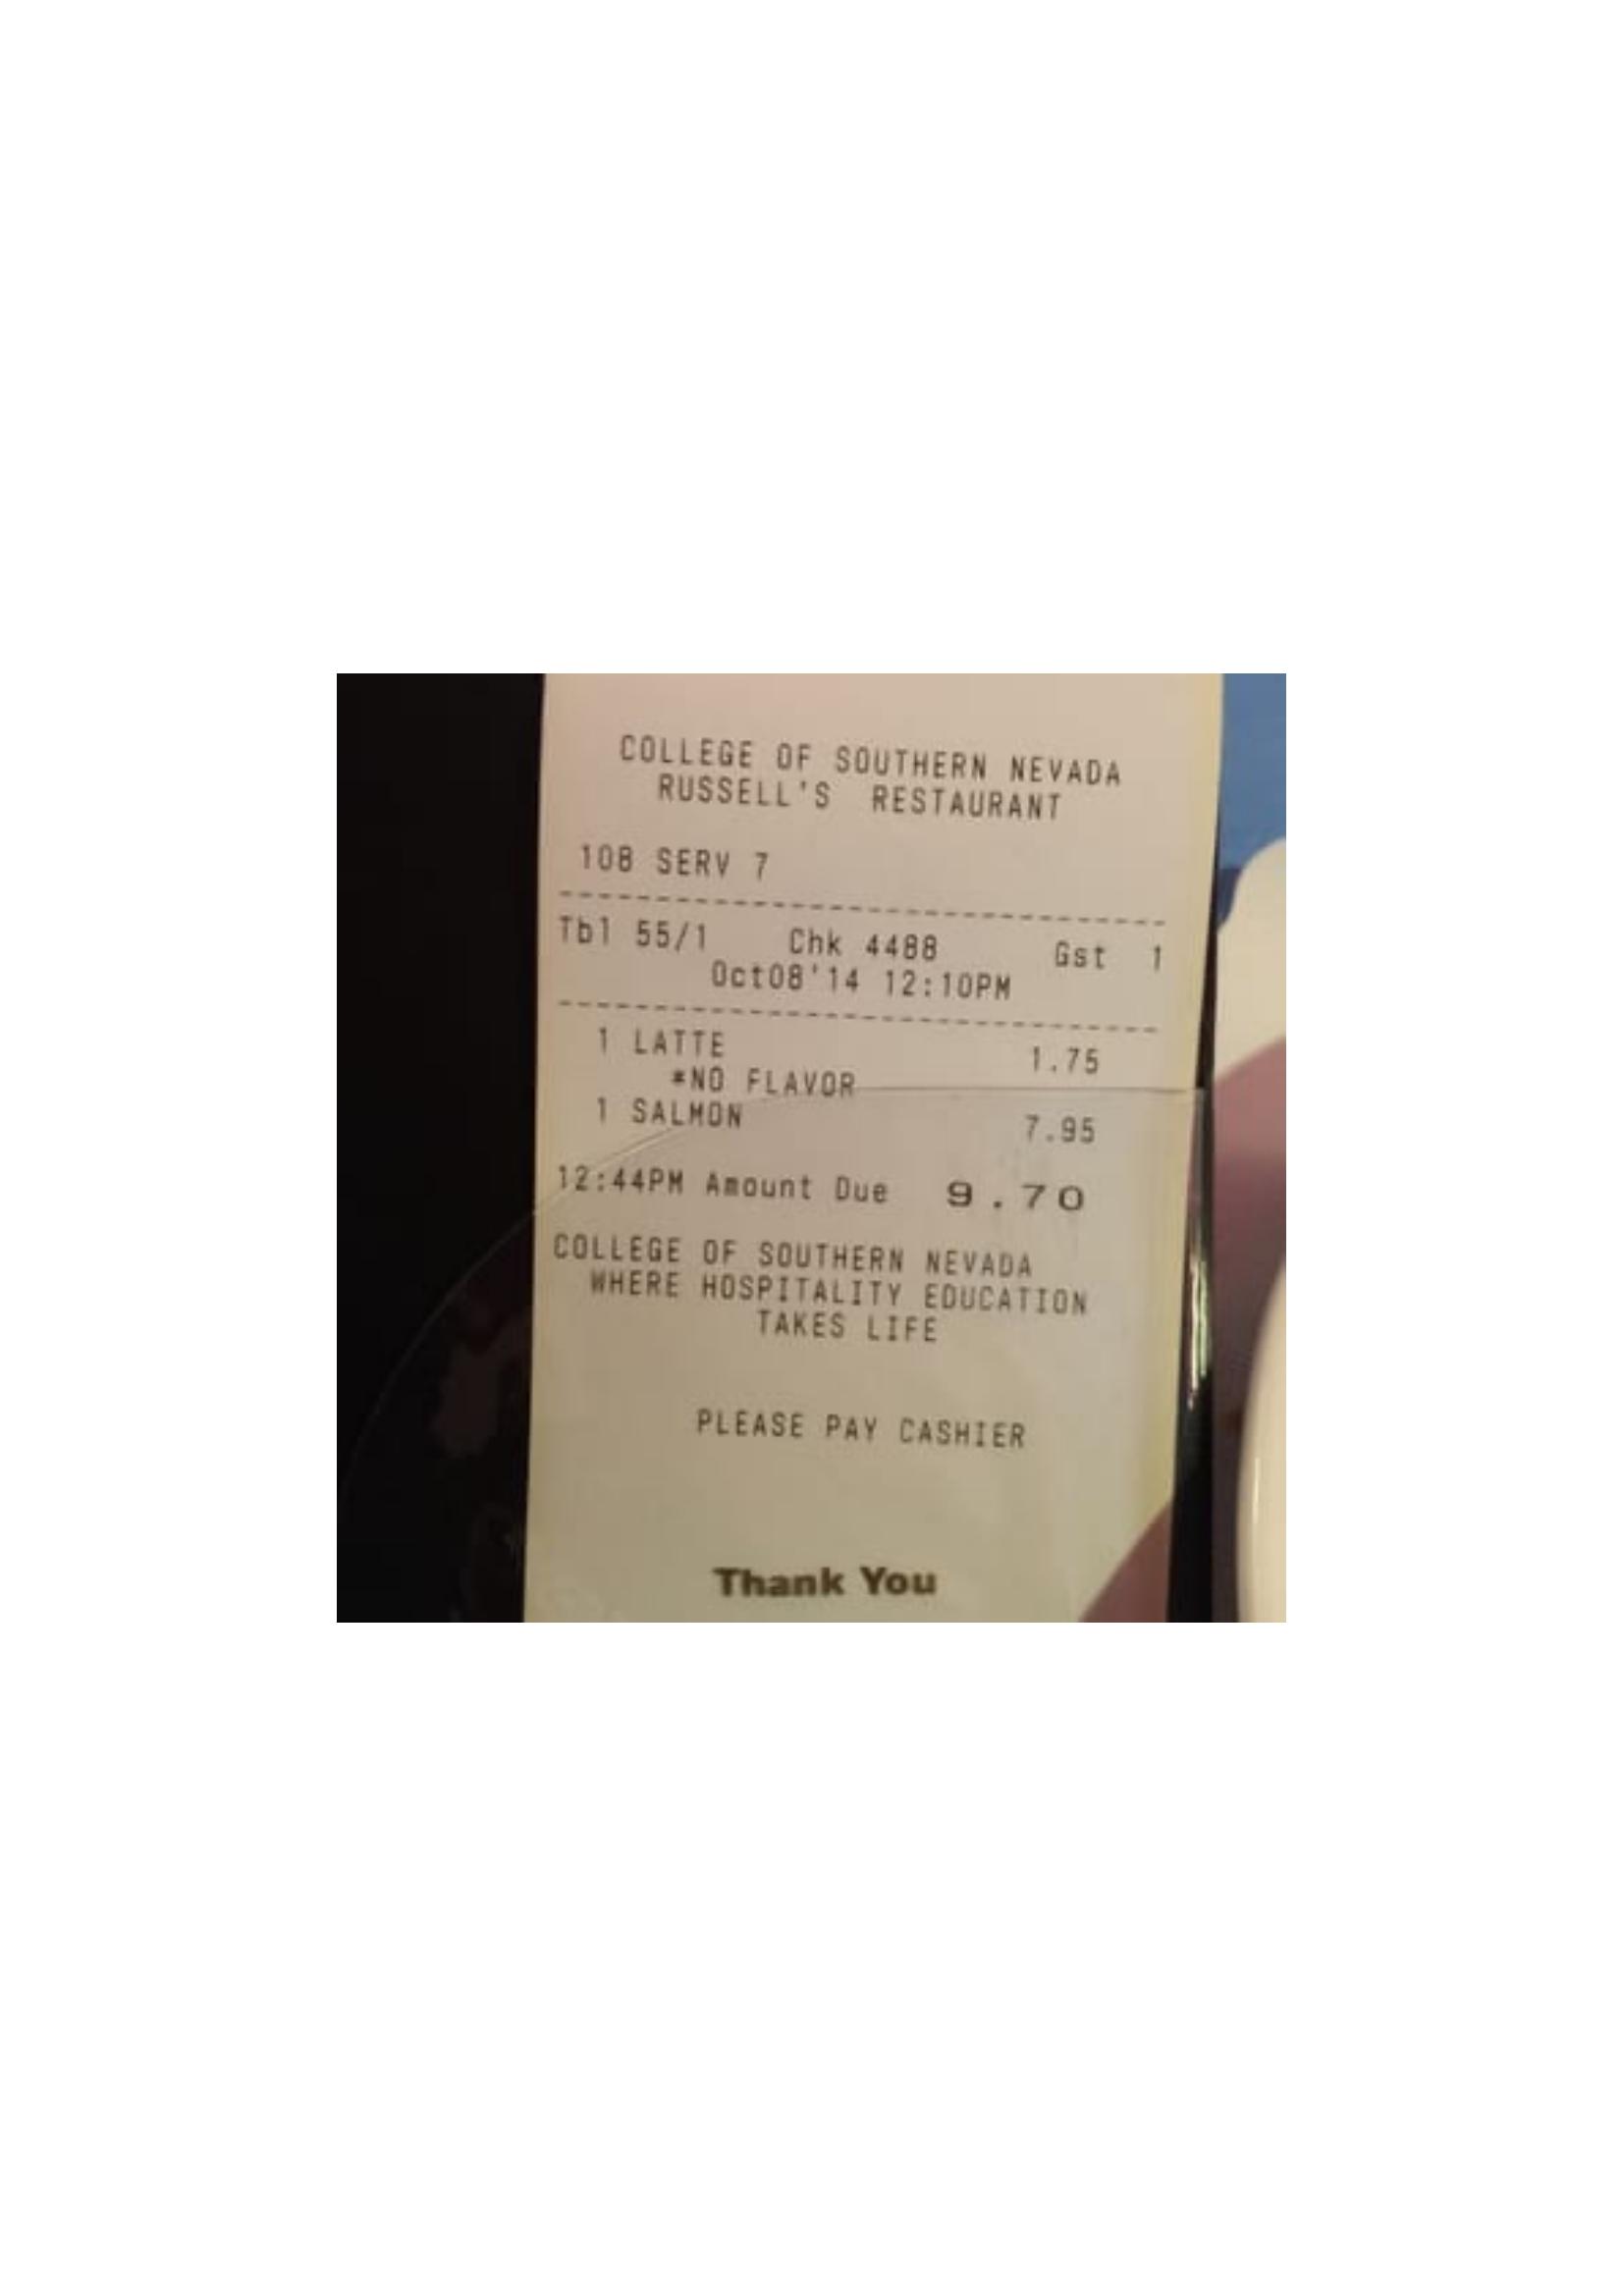 COLLEGE OF SOUTHERN NEVADA
RUSSELL'S RESTAURANT
108 SERV 7
Tbl 55/1 Chk 4488 Gst 1
Oct08'14 12:10PM
1 LATTE 1.75
*NO FLAVOR
1 SALMON 7.95
12:44PM Amount Due 9.70
COLLEGE OF SOUTHERN NEVADA
WHERE HOSPITALITY EDUCATION
TAKES LIFE
PLEASE PAY CASHIER
Thank You